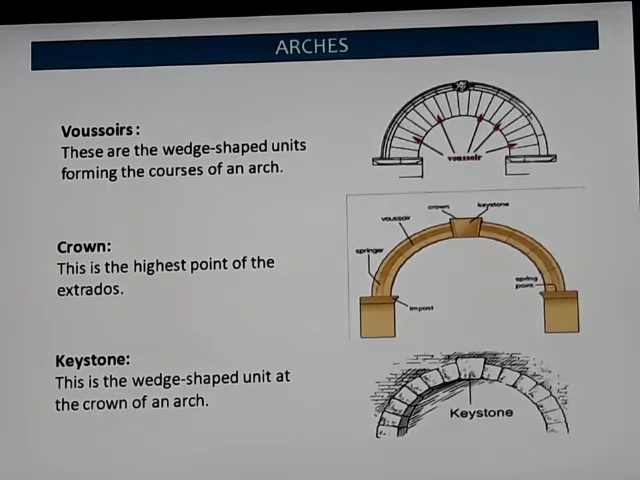 ARCHES
Voussoirs :
These are the wedge-shaped units
forming the courses of an arch.
voussoir
Crown:
This is the highest point of the
extrados.
crown
keystone
voussoir
springer
spring
point
impost
Keystone:
This is the wedge-shaped unit at
the crown of an arch.
Keystone